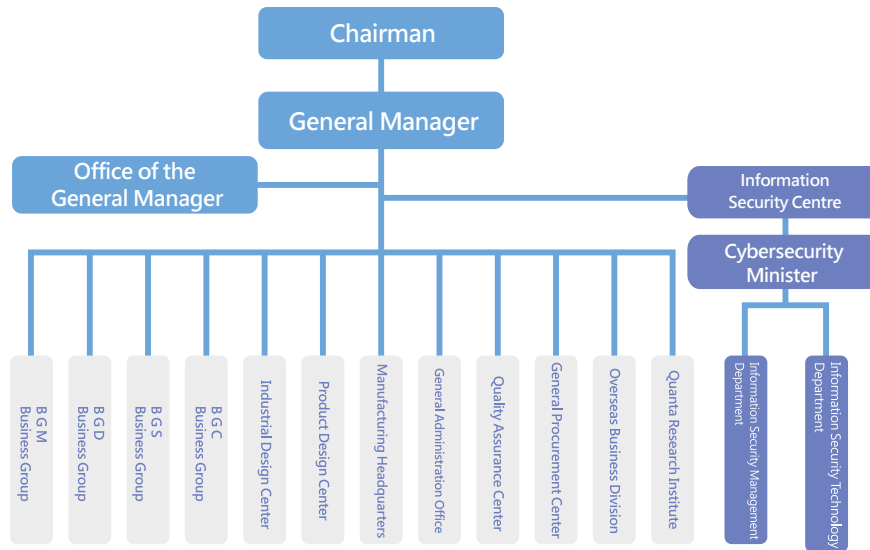 Chairman
General Manager
Office of the
General Manager
Information
Security Centre
Cybersecurity
Minister
B G M
Business Group
B G D
Business Group
B G S
Business Group
B G C
Business Group
Industrial Design Center
Product Design Center
Manufacturing Headquarters
General Administration Office
Quality Assurance Center
General Procurement Center
Overseas Business Division
Quanta Research Institute
Information Security Management
Department
Information Security Technology
Department